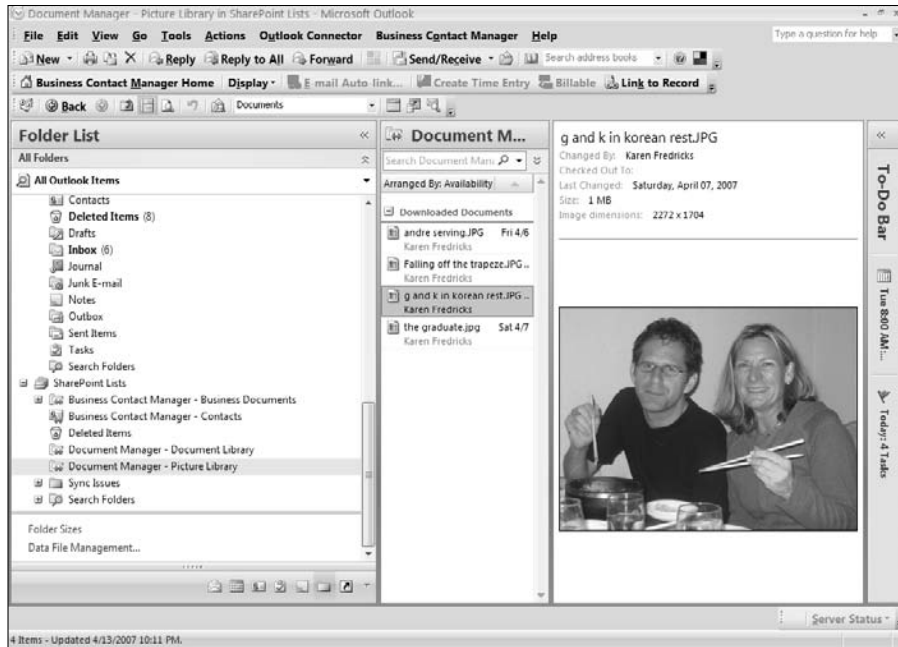 Document Manager - Picture Library in SharePoint Lists - Microsoft Outlook
File Edit View Go Tools Actions Outlook Connector Business Contact Manager Help
Type a question for help
New Reply Reply to All Forward Send/Receive Search address books
Business Contact Manager Home Display E-mail Auto-link... Create Time Entry Billable Link to Record
Back Documents
Folder List
All Folders
All Outlook Items
Contacts
Deleted Items (8)
Drafts
Inbox (6)
Journal
Junk E-mail
Notes
Outbox
Sent Items
Tasks
Search Folders
SharePoint Lists
Business Contact Manager - Business Documents
Business Contact Manager - Contacts
Deleted Items
Document Manager - Document Library
Document Manager - Picture Library
Sync Issues
Search Folders
Folder Sizes
Data File Management...
Document M...
Search Document Mana
Arranged By: Availability
Downloaded Documents
andre serving.JPG Fri 4/6
Karen Fredricks
Falling off the trapeze.JPG ..
Karen Fredricks
g and k in korean rest.JPG ..
Karen Fredricks
the graduate.jpg Sat 4/7
Karen Fredricks
g and k in korean rest.JPG
Changed By: Karen Fredricks
Checked Out To:
Last Changed: Saturday, April 07, 2007
Size: 1 MB
Image dimensions: 2272 x 1704
To-Do Bar
Tue 8:00 AM:...
Today: 4 Tasks
Server Status
4 Items - Updated 4/13/2007 10:11 PM.